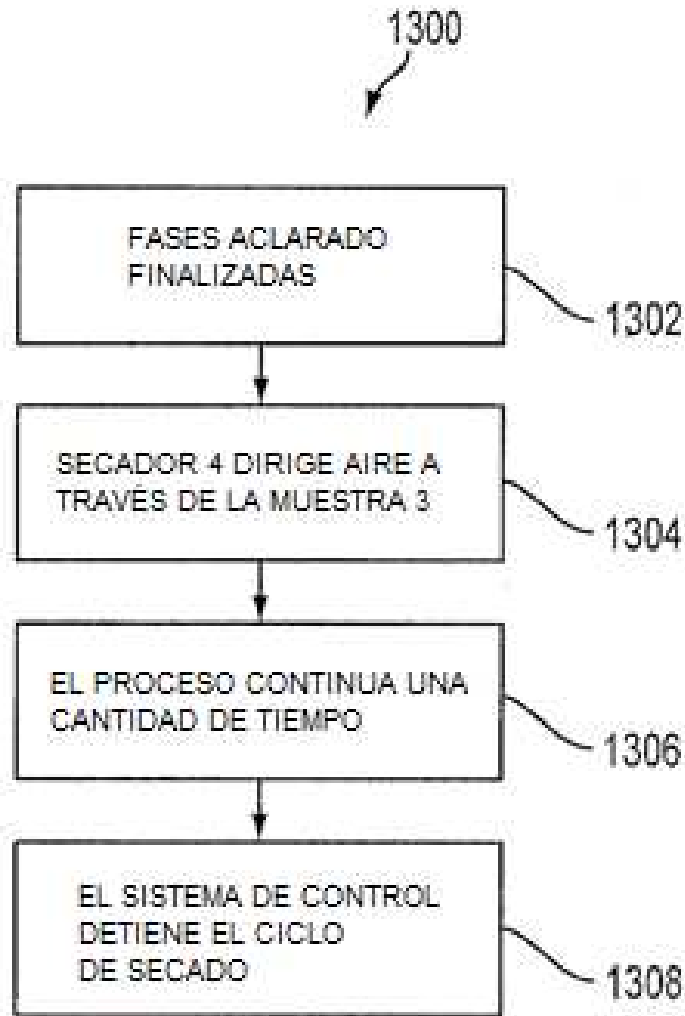 1300
FASES ACLARADO
FINALIZADAS
1302
SECADOR 4 DIRIGE AIRE A
TRAVÉS DE LA MUESTRA 3
1304
EL PROCESO CONTINUA UNA
CANTIDAD DE TIEMPO
1306
EL SISTEMA DE CONTROL
DETIENE EL CICLO
DE SECADO
1308